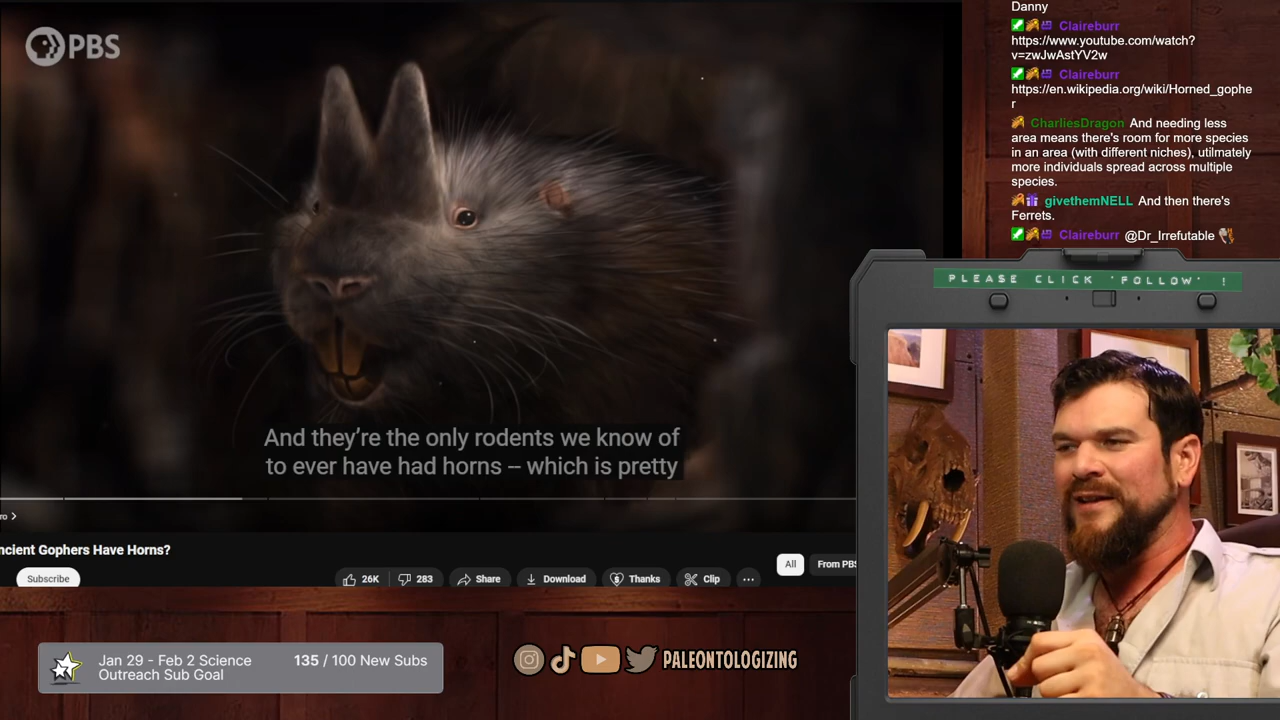 PBS
And they're the only rodents we know of
to ever have had horns – which is pretty
ro >
ncient Gophers Have Horns?
Subscribe
26K
283
Share
Download
Thanks
Clip
...
All
From PBS
Jan 29 - Feb 2 Science
Outreach Sub Goal
135 / 100 New Subs
PALEONTOLOGIZING
Danny
Claireburr
https://www.youtube.com/watch?
v=zwJwAstYV2w
Claireburr
https://en.wikipedia.org/wiki/Horned_gophe
r
CharliesDragon And needing less
area means there's room for more species
in an area (with different niches), utilmately
more individuals spread across multiple
species.
givethemNELL And then there's
Ferrets.
Claireburr @Dr_Irrefutable
PLEASE CLICK 'FOLLOW' !